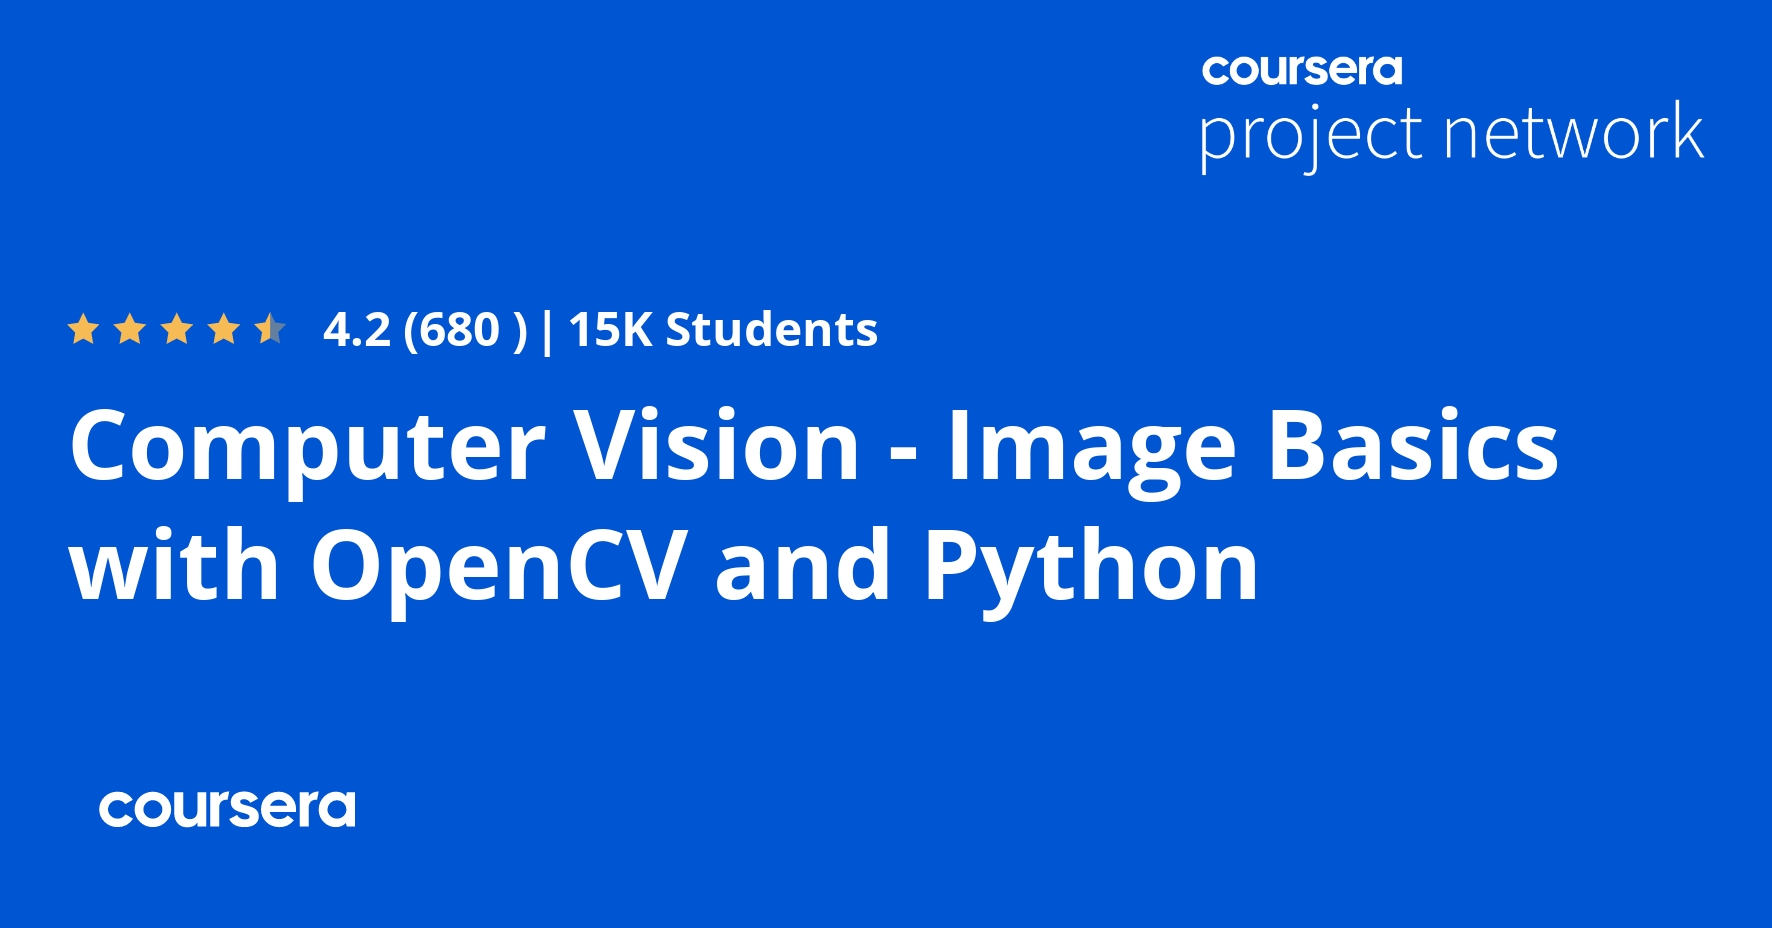 coursera
project network
4.2 (680 ) | 15K Students
Computer Vision - Image Basics
with OpenCV and Python
coursera